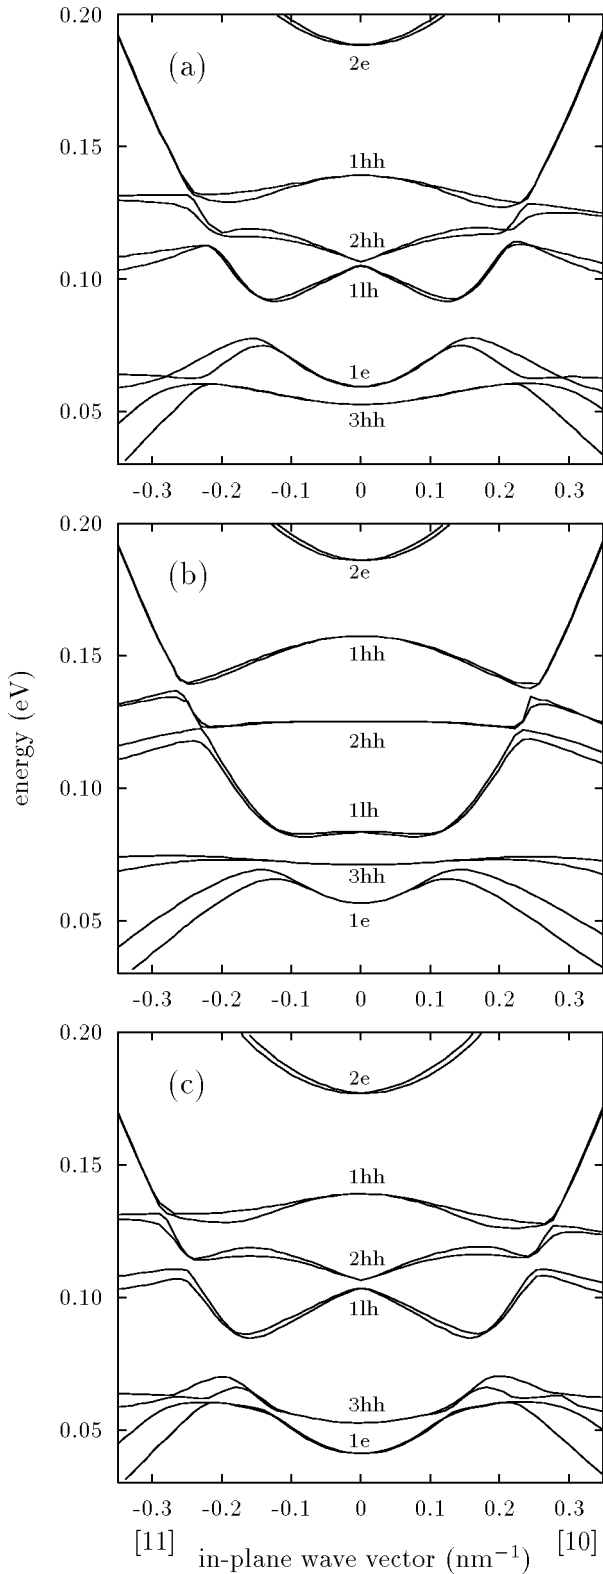 0.20
(a)
2e
0.15
1hh
2hh
0.10
1lh
1e
0.05
3hh
-0.3 -0.2 -0.1 0 0.1 0.2 0.3
0.20
(b)
2e
0.15
1hh
energy (eV)
2hh
0.10
1lh
3hh
0.05
1e
-0.3 -0.2 -0.1 0 0.1 0.2 0.3
0.20
(c)
2e
0.15
1hh
2hh
0.10
1lh
3hh
0.05
1e
-0.3 -0.2 -0.1 0 0.1 0.2 0.3
[11] in-plane wave vector (nm⁻¹) [10]